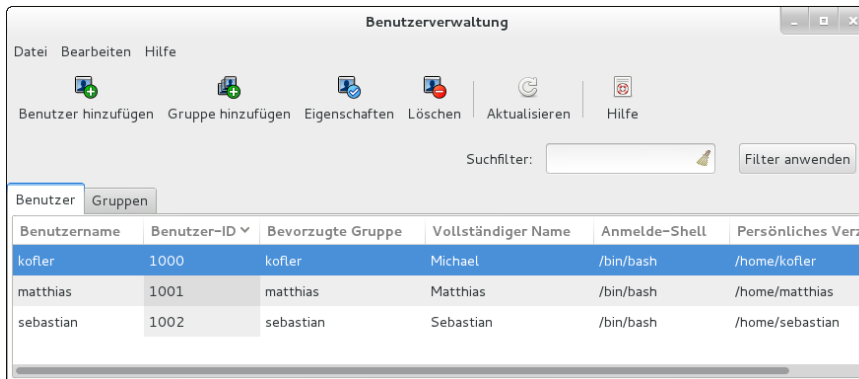 Benutzerverwaltung
Datei Bearbeiten Hilfe
Benutzer hinzufügen Gruppe hinzufügen Eigenschaften Löschen Aktualisieren Hilfe
Suchfilter: Filter anwenden
Benutzer Gruppen
Benutzername Benutzer-ID Bevorzugte Gruppe Vollständiger Name Anmelde-Shell Persönliches Verz
kofler 1000 kofler Michael /bin/bash /home/kofler
matthias 1001 matthias Matthias /bin/bash /home/matthias
sebastian 1002 sebastian Sebastian /bin/bash /home/sebastian